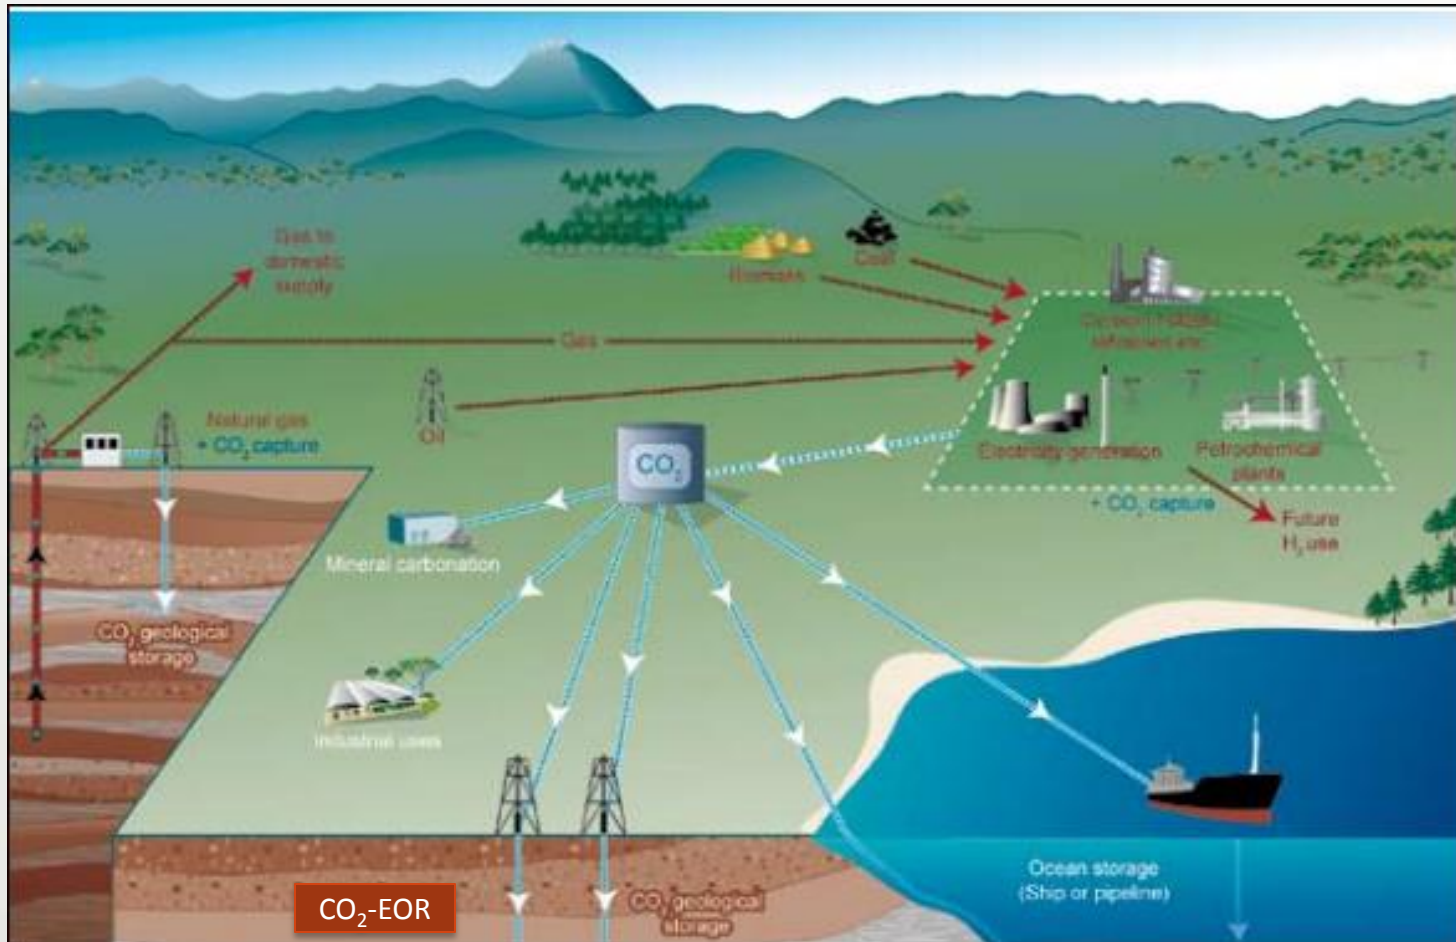 Gas to
domestic
supply
Biomass
Coal
Gas
Oil
Natural gas
+ CO₂ capture
CO₂
Electricity generation
Petrochemical
plants
+ CO₂ capture
Future
H₂ use
Mineral carbonation
CO₂ geological
storage
Industrial uses
Ocean storage
(Ship or pipeline)
CO₂-EOR
CO₂ geological
storage